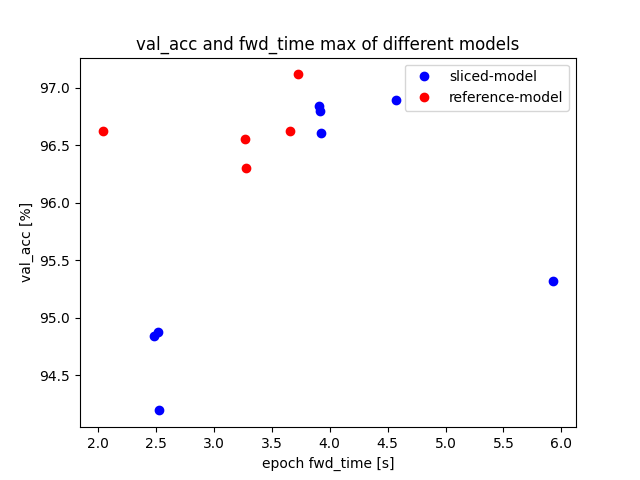 val_acc and fwd_time max of different models
sliced-model
reference-model
97.0
96.5
96.0
95.5
95.0
94.5
val_acc [%]
2.0 2.5 3.0 3.5 4.0 4.5 5.0 5.5 6.0
epoch fwd_time [s]